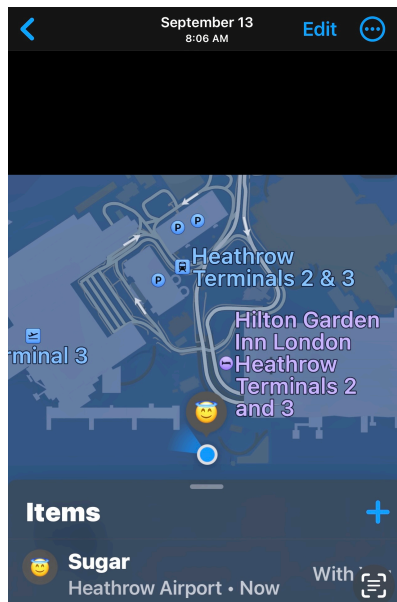 September 13
8:06 AM
Edit
P
P
P
Heathrow
Terminals 2 & 3
Hilton Garden
Inn London
Heathrow
Terminals 2
and 3
rminal 3
Items
Sugar
With
Heathrow Airport • Now